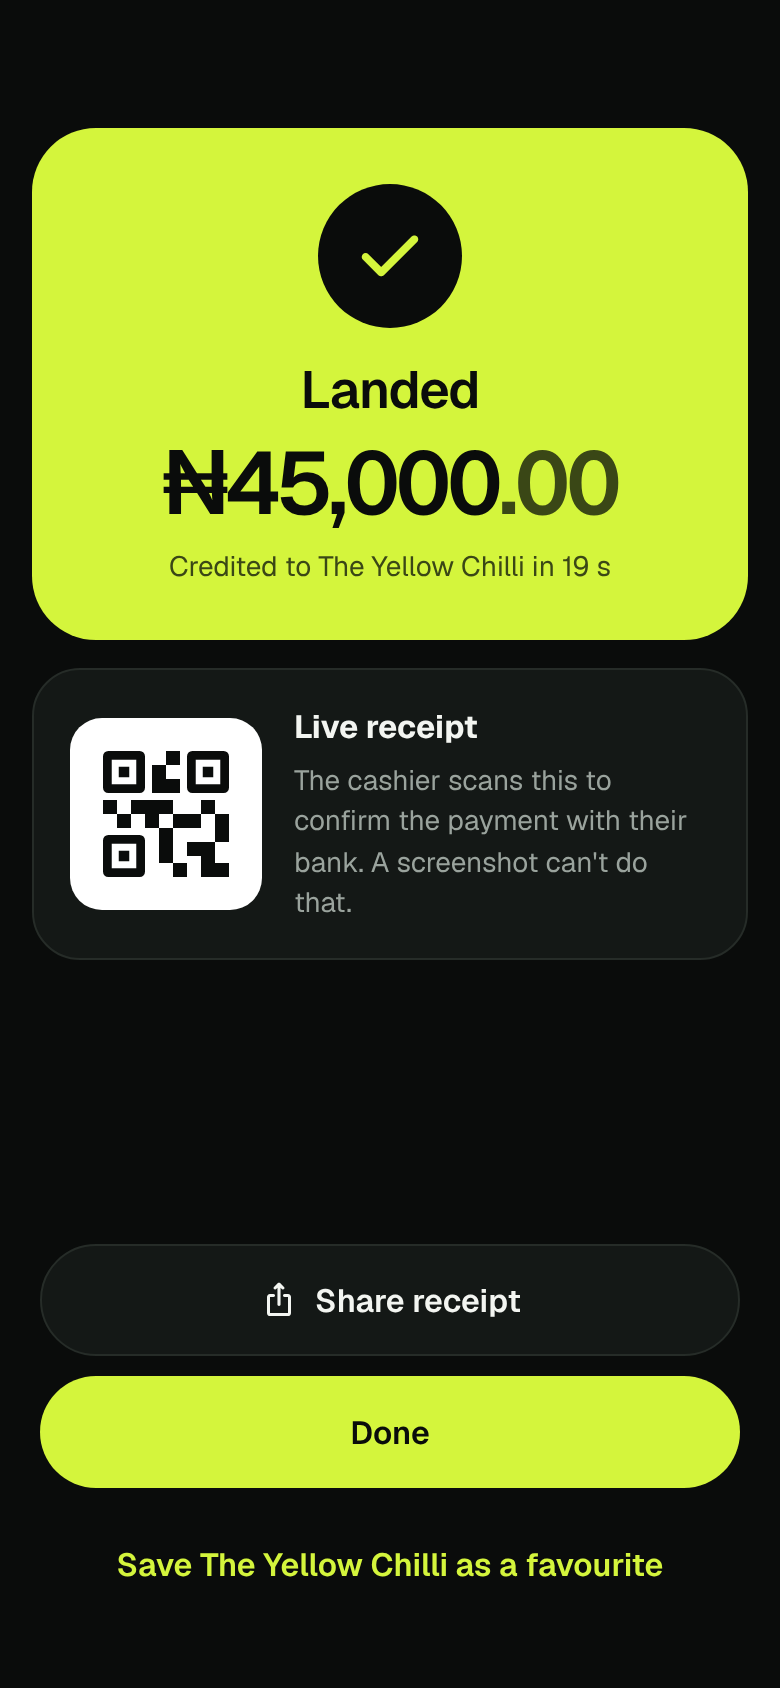 Landed
₦45,000.00
Credited to The Yellow Chilli in 19 s
Live receipt
The cashier scans this to
confirm the payment with their
bank. A screenshot can't do
that.
Share receipt
Done
Save The Yellow Chilli as a favourite